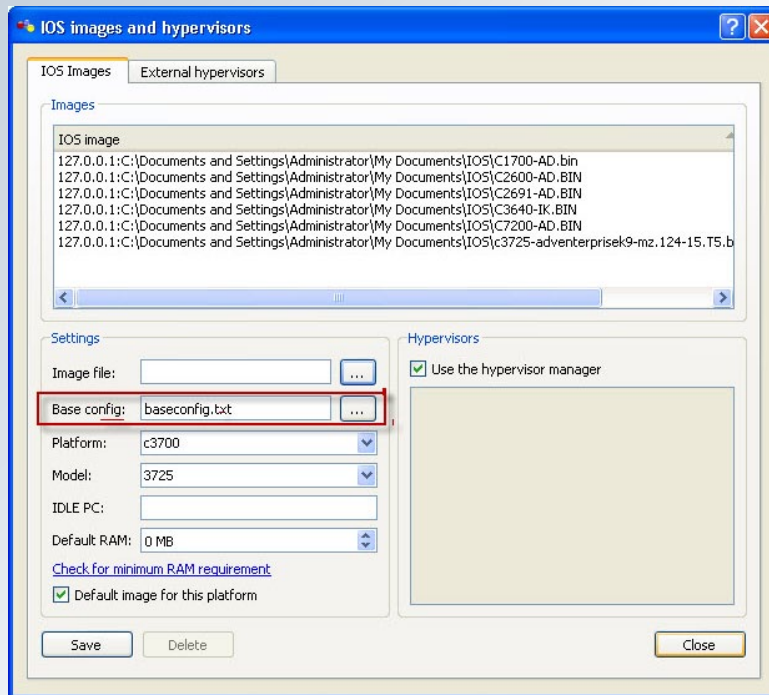 IOS images and hypervisors
IOS Images
External hypervisors
Images
IOS image
127.0.0.1:C:\Documents and Settings\Administrator\My Documents\IOS\C1700-AD.bin
127.0.0.1:C:\Documents and Settings\Administrator\My Documents\IOS\C2600-AD.BIN
127.0.0.1:C:\Documents and Settings\Administrator\My Documents\IOS\C2691-AD.BIN
127.0.0.1:C:\Documents and Settings\Administrator\My Documents\IOS\C3640-IK.BIN
127.0.0.1:C:\Documents and Settings\Administrator\My Documents\IOS\C7200-AD.BIN
127.0.0.1:C:\Documents and Settings\Administrator\My Documents\IOS\c3725-adventerprisek9-mz.124-15.T5.b
Settings
Image file:
...
Base config: baseconfig.txt
...
Platform: c3700
Model: 3725
IDLE PC:
Default RAM: 0 MB
Check for minimum RAM requirement
Default image for this platform
Hypervisors
Use the hypervisor manager
Save
Delete
Close